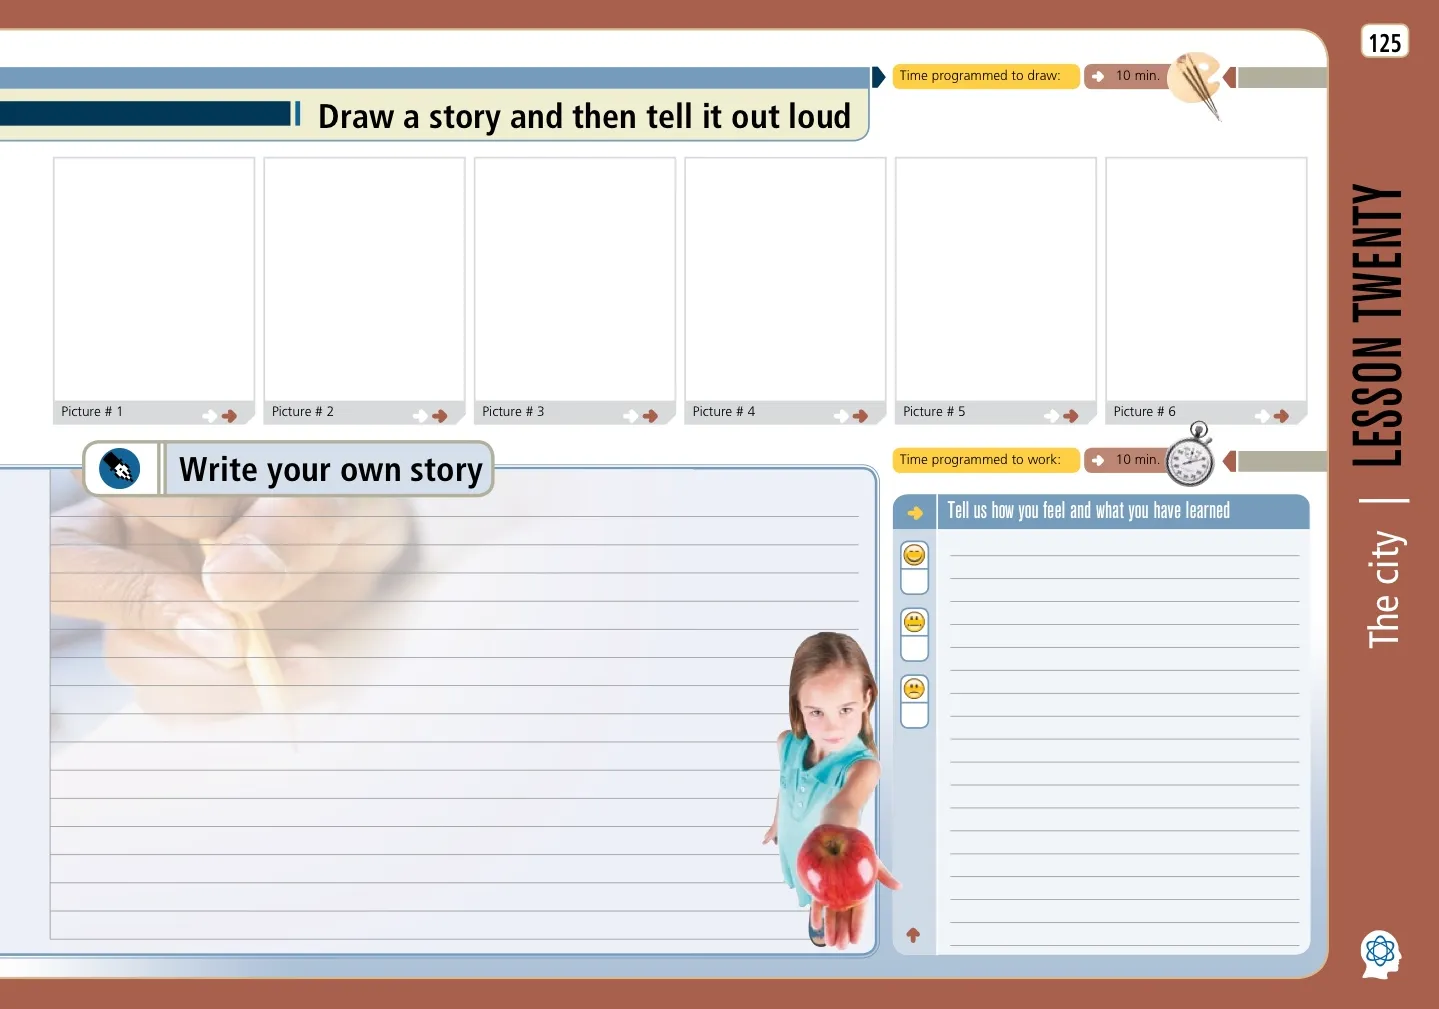 125
Time programmed to draw:
10 min.
Draw a story and then tell it out loud
Picture # 1
Picture # 2
Picture # 3
Picture # 4
Picture # 5
Picture # 6
Write your own story
Time programmed to work:
10 min.
Tell us how you feel and what you have learned
The city | LESSON TWENTY